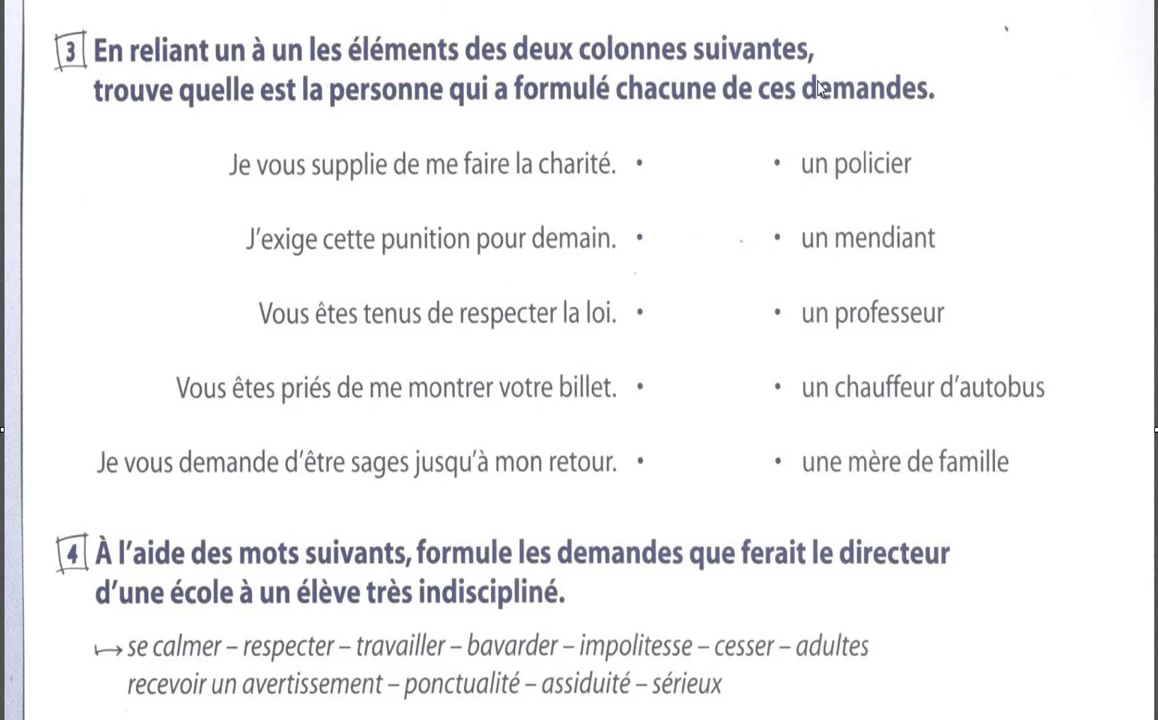 3 En reliant un à un les éléments des deux colonnes suivantes,
trouve quelle est la personne qui a formulé chacune de ces demandes.
Je vous supplie de me faire la charité. • • un policier
J'exige cette punition pour demain. • • un mendiant
Vous êtes tenus de respecter la loi. • • un professeur
Vous êtes priés de me montrer votre billet. • • un chauffeur d'autobus
Je vous demande d'être sages jusqu'à mon retour. • • une mère de famille
4 À l'aide des mots suivants, formule les demandes que ferait le directeur
d'une école à un élève très indiscipliné.
↦ se calmer – respecter – travailler – bavarder – impolitesse – cesser – adultes
recevoir un avertissement – ponctualité – assiduité – sérieux